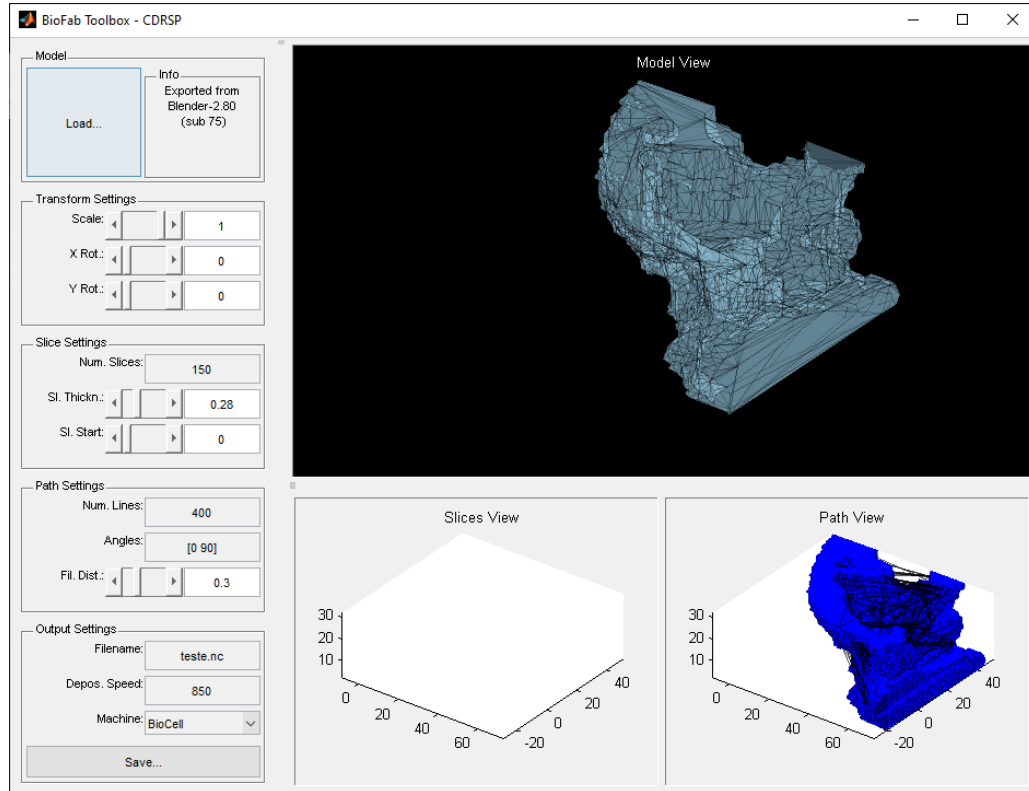 BioFab Toolbox - CDRSP
Model
Load...
Info
Exported from
Blender-2.80
(sub 75)
Transform Settings
Scale: 1
X Rot.: 0
Y Rot.: 0
Slice Settings
Num. Slices: 150
Sl. Thickn.: 0.28
Sl. Start: 0
Path Settings
Num. Lines: 400
Angles: [0 90]
Fil. Dist.: 0.3
Output Settings
Filename: teste.nc
Depos. Speed: 850
Machine: BioCell
Save...
Model View
Slices View
30
20
10
0
20
40
60
-20
0
20
40
Path View
30
20
10
0
20
40
60
-20
0
20
40